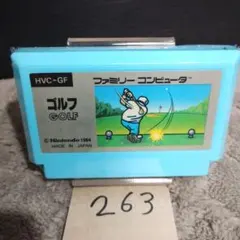 HVC-GF
ファミリー コンピュータ
ゴルフ
GOLF
©Nintendo 1984
MADE IN JAPAN
263